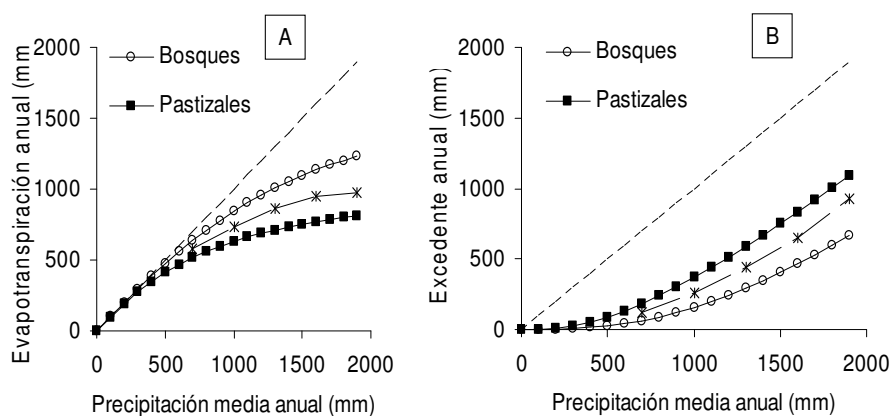 A
Bosques
Pastizales
Evapotranspiración anual (mm
2000
1500
1000
500
0
0 500 1000 1500 2000
Precipitación media anual (mm)
B
Bosques
Pastizales
Excedente anual (mm)
2000
1500
1000
500
0
0 500 1000 1500 2000
Precipitación media anual (mm)